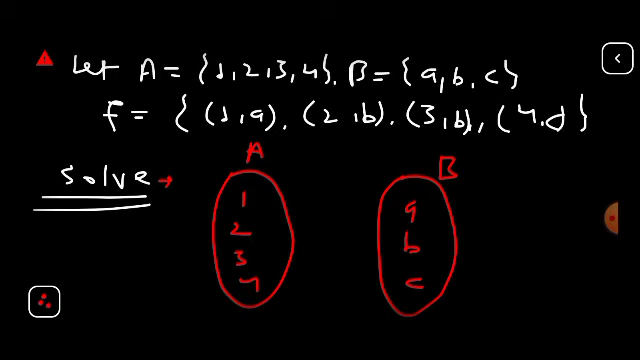 Let A = {1, 2, 3, 4}. B = {a, b, c}
F = { (1, a), (2, b), (3, b), (4, c) }
Solve →
A
B
1
2
3
4
a
b
c